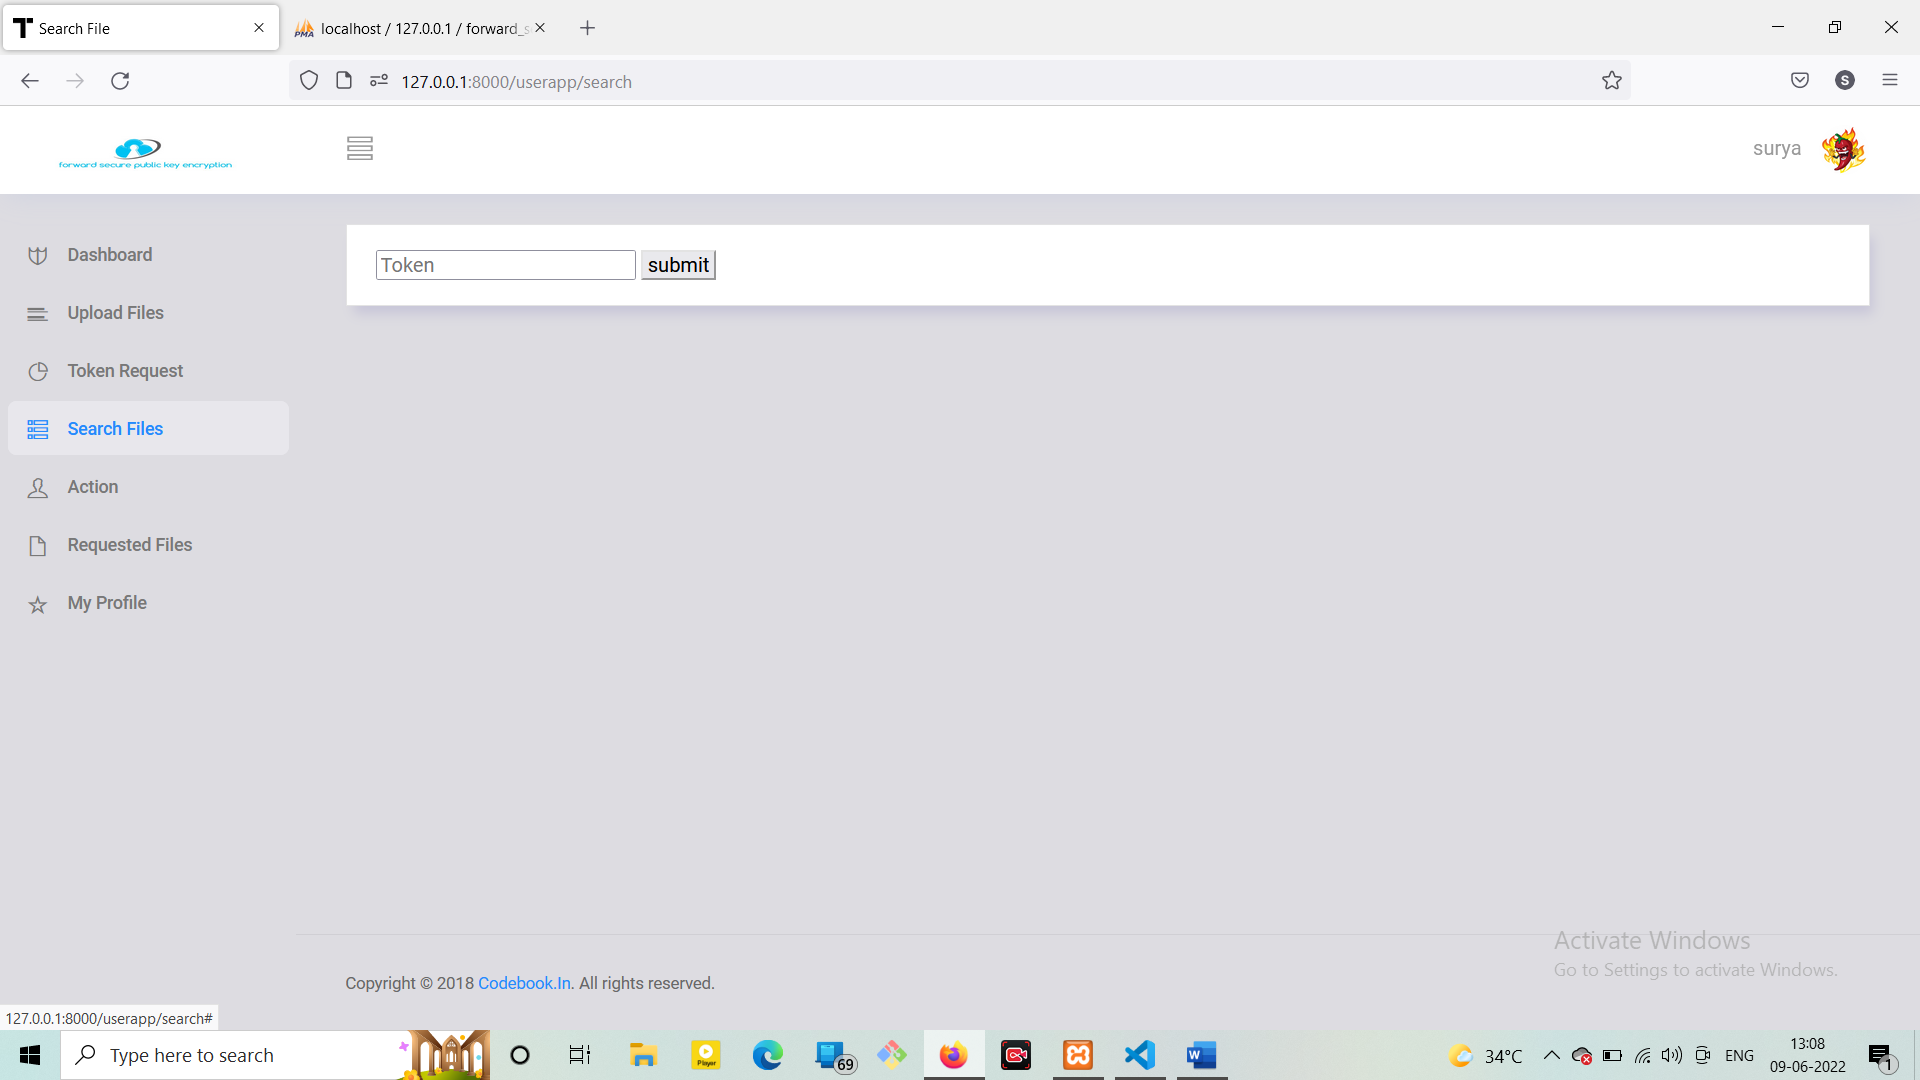 Search File
localhost / 127.0.0.1 / forward_s
127.0.0.1:8000/userapp/search
S
forward secure public key encryption
surya
Dashboard
Upload Files
Token Request
Search Files
Action
Requested Files
My Profile
Token
submit
Activate Windows
Go to Settings to activate Windows.
Copyright © 2018 Codebook.In. All rights reserved.
127.0.0.1:8000/userapp/search#
Type here to search
Player
69
W
34°C
ENG
13:08
09-06-2022
1